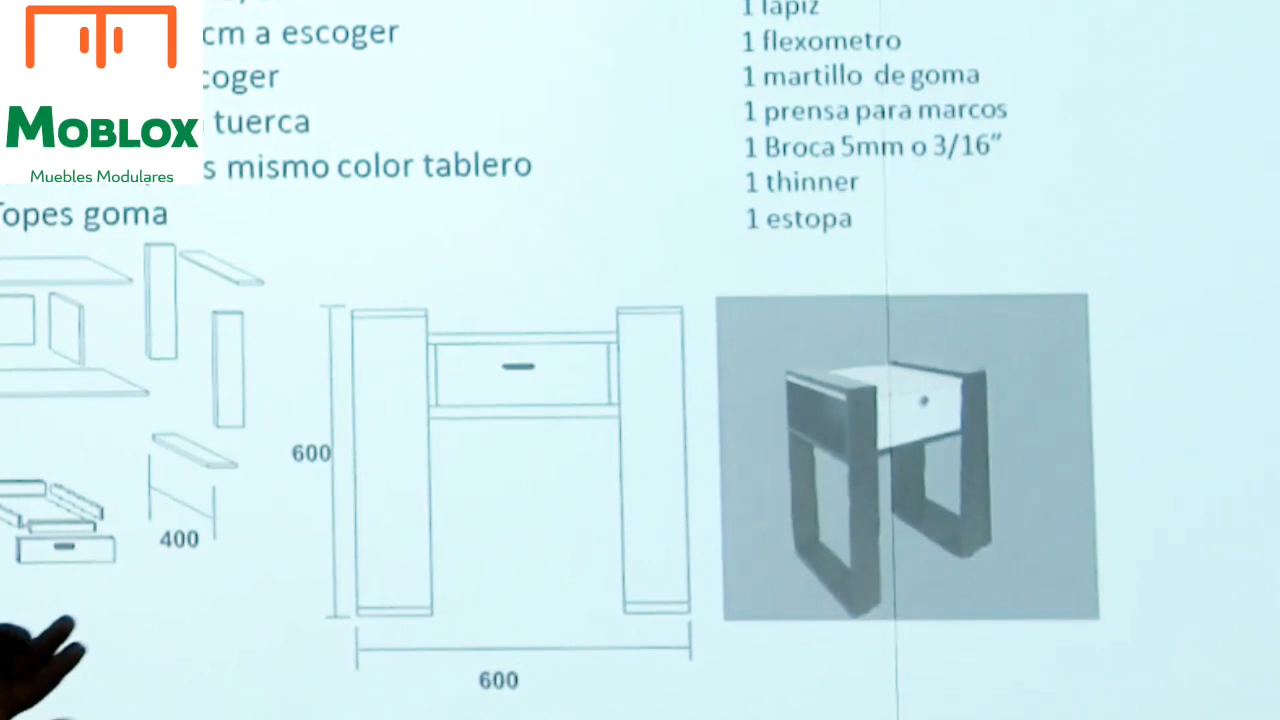 MOBLOX
Muebles Modulares
cm a escoger
coger
tuerca
s mismo color tablero
Topes goma
1 lapiz
1 flexometro
1 martillo de goma
1 prensa para marcos
1 Broca 5mm o 3/16”
1 thinner
1 estopa
400
600
600